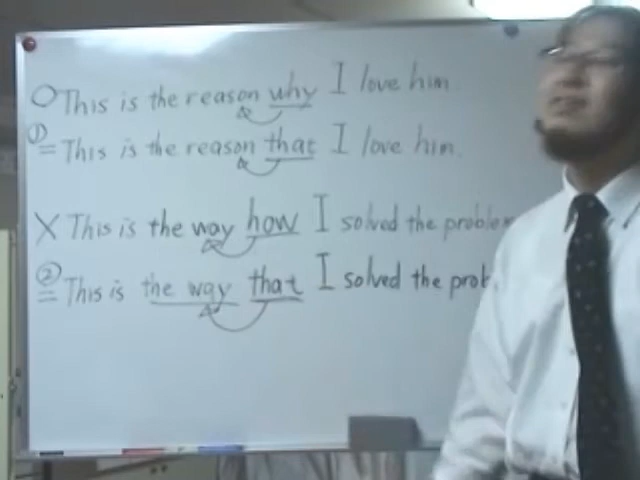 ○ This is the reason why I love him.
① = This is the reason that I love him.
X This is the way how I solved the problem
② = This is the way that I solved the prob